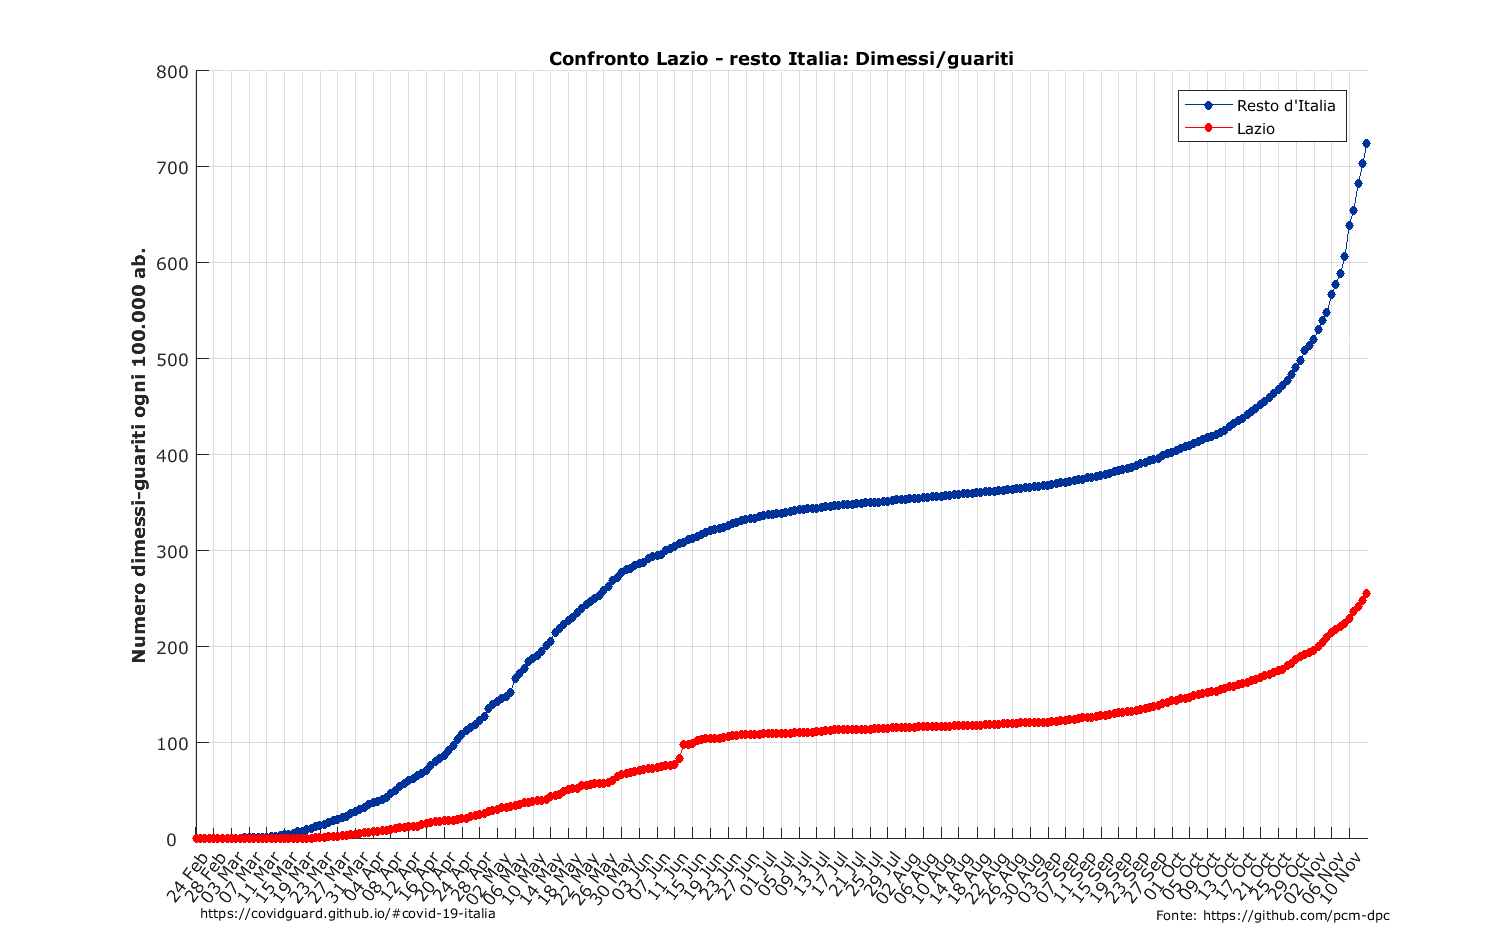 Confronto Lazio - resto Italia: Dimessi/guariti
Resto d'Italia
Lazio
Numero dimessi-guariti ogni 100.000 ab.
800
700
600
500
400
300
200
100
0
24 Feb
28 Feb
03 Mar
07 Mar
11 Mar
15 Mar
19 Mar
23 Mar
27 Mar
31 Mar
04 Apr
08 Apr
12 Apr
16 Apr
20 Apr
24 Apr
28 Apr
02 May
06 May
10 May
14 May
18 May
22 May
26 May
30 May
03 Jun
07 Jun
11 Jun
15 Jun
19 Jun
23 Jun
27 Jun
01 Jul
05 Jul
09 Jul
13 Jul
17 Jul
21 Jul
25 Jul
29 Jul
02 Aug
06 Aug
10 Aug
14 Aug
18 Aug
22 Aug
26 Aug
30 Aug
03 Sep
07 Sep
11 Sep
15 Sep
19 Sep
23 Sep
27 Sep
01 Oct
05 Oct
09 Oct
13 Oct
17 Oct
21 Oct
25 Oct
29 Oct
02 Nov
06 Nov
10 Nov
https://covidguard.github.io/#covid-19-italia
Fonte: https://github.com/pcm-dpc